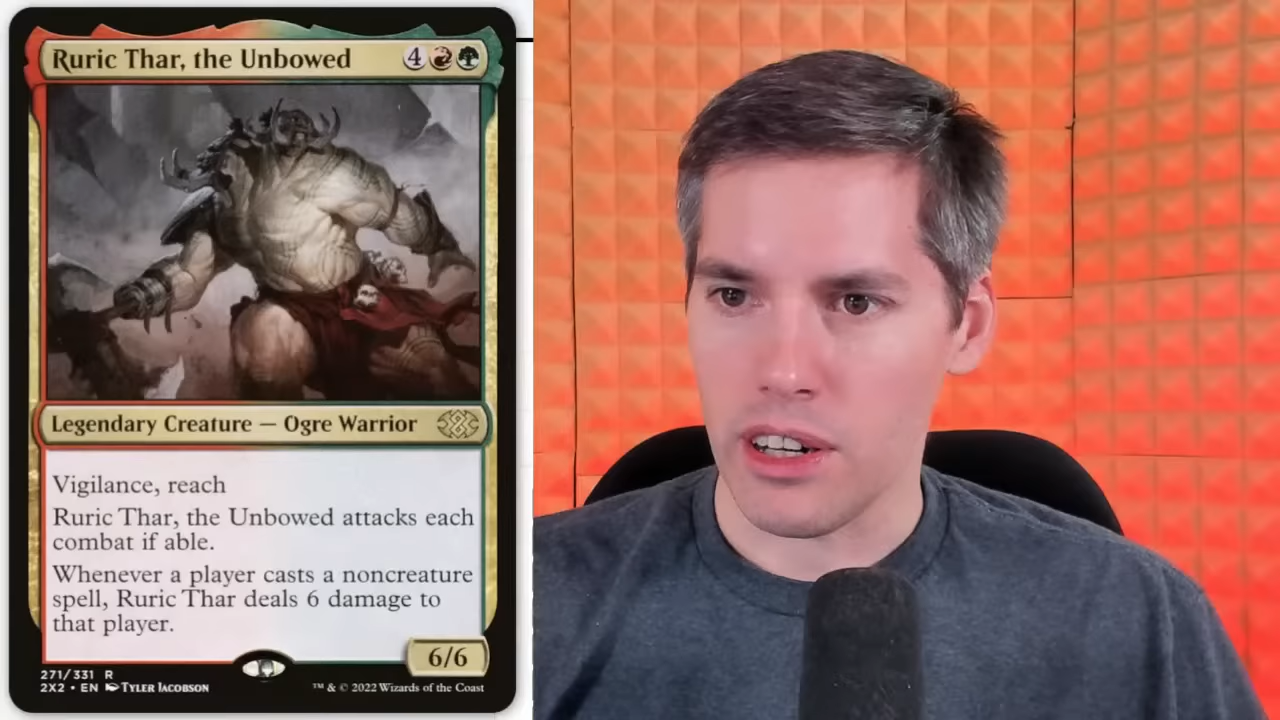 Ruric Thar, the Unbowed 4
Legendary Creature — Ogre Warrior
Vigilance, reach
Ruric Thar, the Unbowed attacks each
combat if able.
Whenever a player casts a noncreature
spell, Ruric Thar deals 6 damage to
that player.
6/6
271/331 R
2X2 • EN Tyler Jacobson
™ & © 2022 Wizards of the Coast